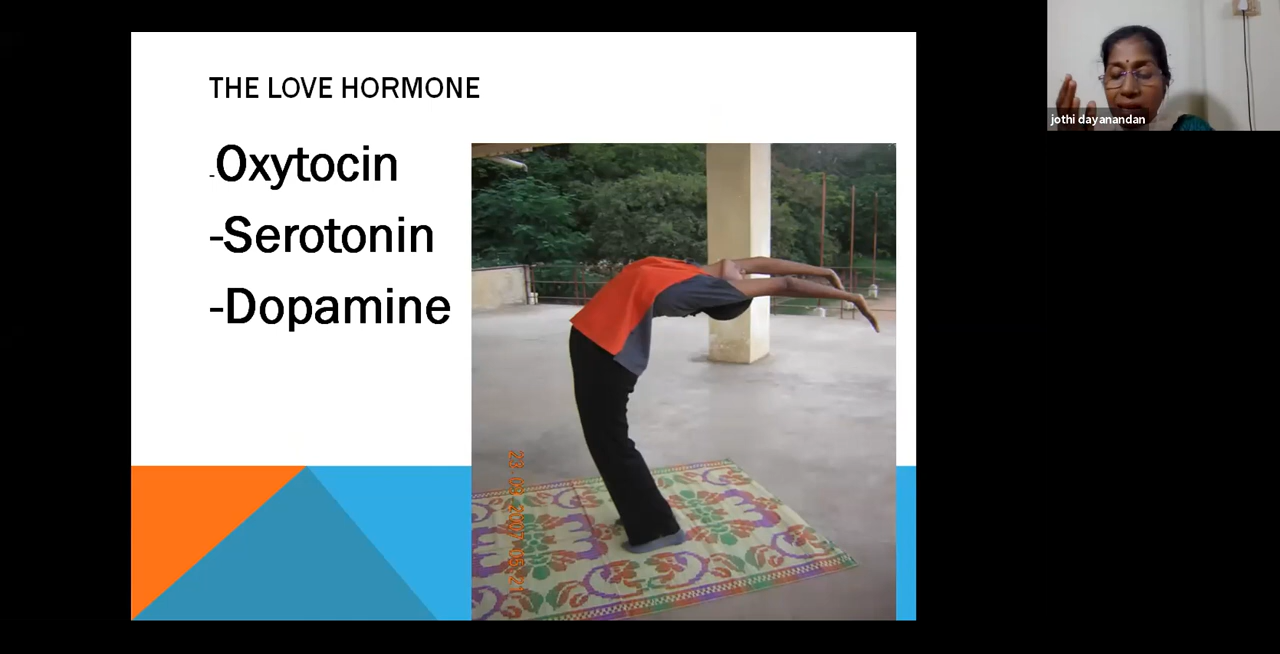 THE LOVE HORMONE
-Oxytocin
-Serotonin
-Dopamine
jothi dayanandan